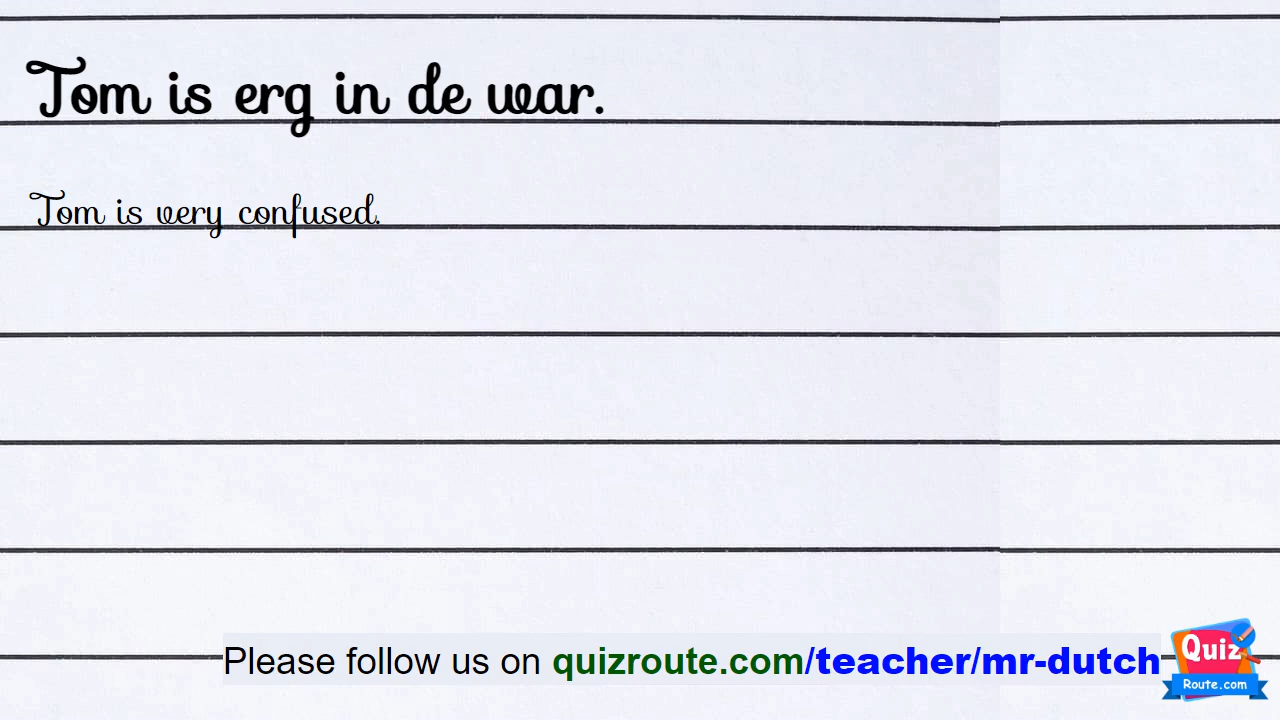 Tom is erg in de war.
Tom is very confused.
Please follow us on quizroute.com/teacher/mr-dutch
Quiz
Route.com